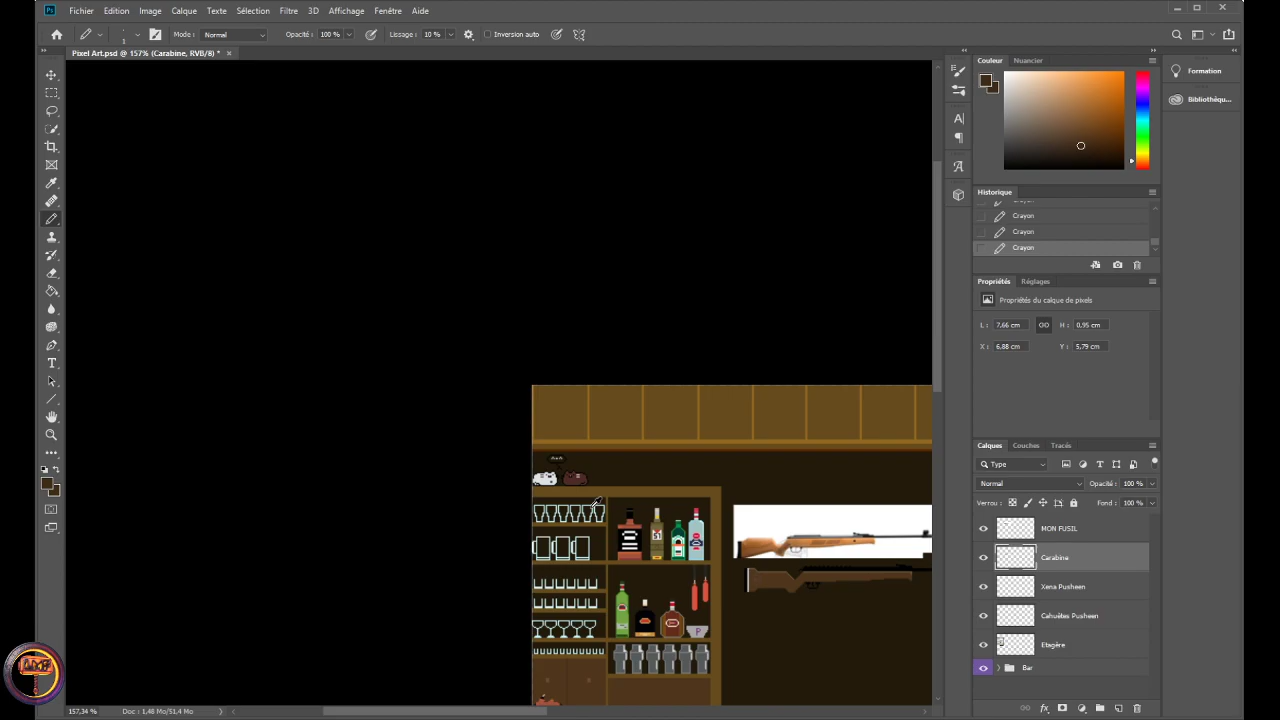 Ps Fichier Edition Image Calque Texte Sélection Filtre 3D Affichage Fenêtre Aide
1 Mode : Normal Opacité : 100 % Lissage : 10 % Inversion auto
Pixel Art.psd @ 157% (Carabine, RVB/8) * ×
Couleur Nuancier
Formation
Bibliothèqu...
Historique
Crayon
Crayon
Crayon
Crayon
Propriétés Réglages
Propriétés du calque de pixels
L : 7,66 cm H : 0,95 cm
X : 6,88 cm Y : 5,79 cm
Calques Couches Tracés
Type
Normal Opacité : 100 %
Verrou : Fond : 100 %
MON FUSIL
Carabine
Xena Pusheen
Cahuètes Pusheen
Etagère
Bar
51
P
157,34 % Doc : 1,48 Mo/51,4 Mo